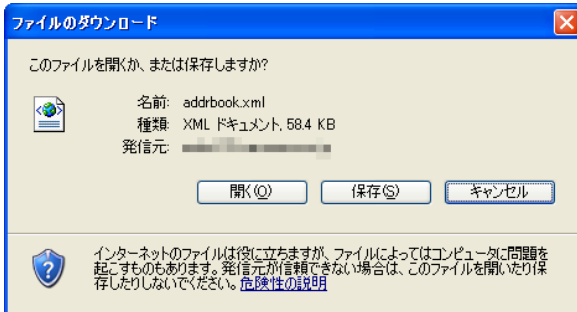 ファイルのダウンロード
このファイルを開くか、または保存しますか?
名前: addrbook.xml
種類: XML ドキュメント, 58.4 KB
発信元:
開く(O) 保存(S) キャンセル
インターネットのファイルは役に立ちますが、ファイルによってはコンピュータに問題を
起こすものもあります。発信元が信頼できない場合は、このファイルを開いたり保
存したりしないでください。危険性の説明